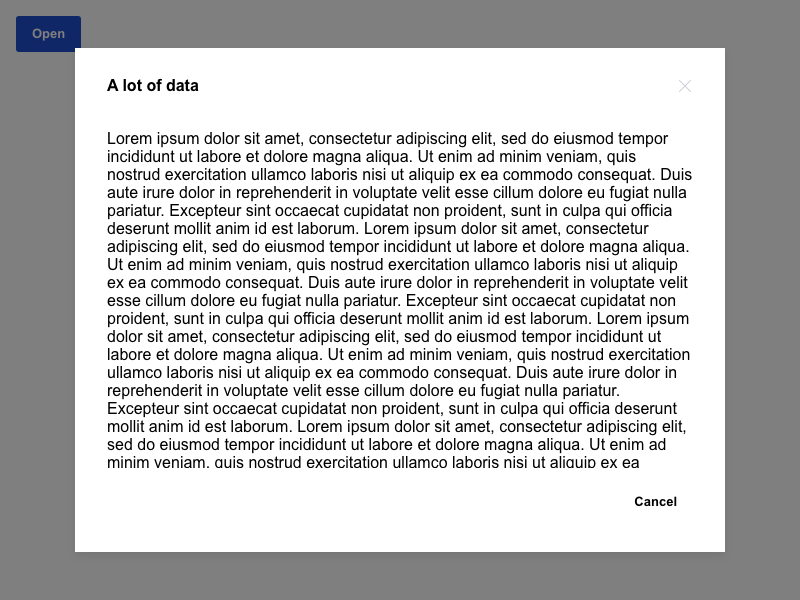 Open
A lot of data
Lorem ipsum dolor sit amet, consectetur adipiscing elit, sed do eiusmod tempor
incididunt ut labore et dolore magna aliqua. Ut enim ad minim veniam, quis
nostrud exercitation ullamco laboris nisi ut aliquip ex ea commodo consequat. Duis
aute irure dolor in reprehenderit in voluptate velit esse cillum dolore eu fugiat nulla
pariatur. Excepteur sint occaecat cupidatat non proident, sunt in culpa qui officia
deserunt mollit anim id est laborum. Lorem ipsum dolor sit amet, consectetur
adipiscing elit, sed do eiusmod tempor incididunt ut labore et dolore magna aliqua.
Ut enim ad minim veniam, quis nostrud exercitation ullamco laboris nisi ut aliquip
ex ea commodo consequat. Duis aute irure dolor in reprehenderit in voluptate velit
esse cillum dolore eu fugiat nulla pariatur. Excepteur sint occaecat cupidatat non
proident, sunt in culpa qui officia deserunt mollit anim id est laborum. Lorem ipsum
dolor sit amet, consectetur adipiscing elit, sed do eiusmod tempor incididunt ut
labore et dolore magna aliqua. Ut enim ad minim veniam, quis nostrud exercitation
ullamco laboris nisi ut aliquip ex ea commodo consequat. Duis aute irure dolor in
reprehenderit in voluptate velit esse cillum dolore eu fugiat nulla pariatur.
Excepteur sint occaecat cupidatat non proident, sunt in culpa qui officia deserunt
mollit anim id est laborum. Lorem ipsum dolor sit amet, consectetur adipiscing elit,
sed do eiusmod tempor incididunt ut labore et dolore magna aliqua. Ut enim ad
minim veniam, quis nostrud exercitation ullamco laboris nisi ut aliquip ex ea
Cancel